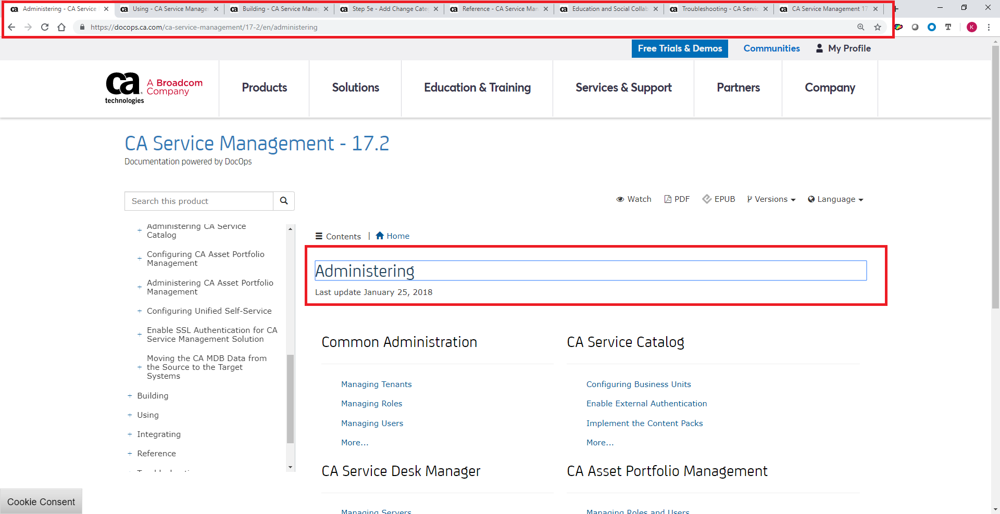 Administering - CA Service
Using - CA Service Manager
Building - CA Service Mana
Step 5e - Add Change Cate
Reference - CA Service Man
Education and Social Collab
Troubleshooting - CA Servic
CA Service Management 17
https://docops.ca.com/ca-service-management/17-2/en/administering
K
Free Trials & Demos
Communities
My Profile
ca technologies
A Broadcom Company
Products
Solutions
Education & Training
Services & Support
Partners
Company
CA Service Management - 17.2
Documentation powered by DocOps
Search this product
Watch
PDF
EPUB
Versions
Language
Administering CA Service
Catalog
Configuring CA Asset Portfolio
Management
Administering CA Asset Portfolio
Management
Configuring Unified Self-Service
Enable SSL Authentication for CA
Service Management Solution
Moving the CA MDB Data from
the Source to the Target
Systems
Building
Using
Integrating
Reference
Contents | Home
Administering
Last update January 25, 2018
Common Administration
Managing Tenants
Managing Roles
Managing Users
More...
CA Service Catalog
Configuring Business Units
Enable External Authentication
Implement the Content Packs
More...
CA Service Desk Manager
Managing Servers
CA Asset Portfolio Management
Managing Roles and Users
Cookie Consent